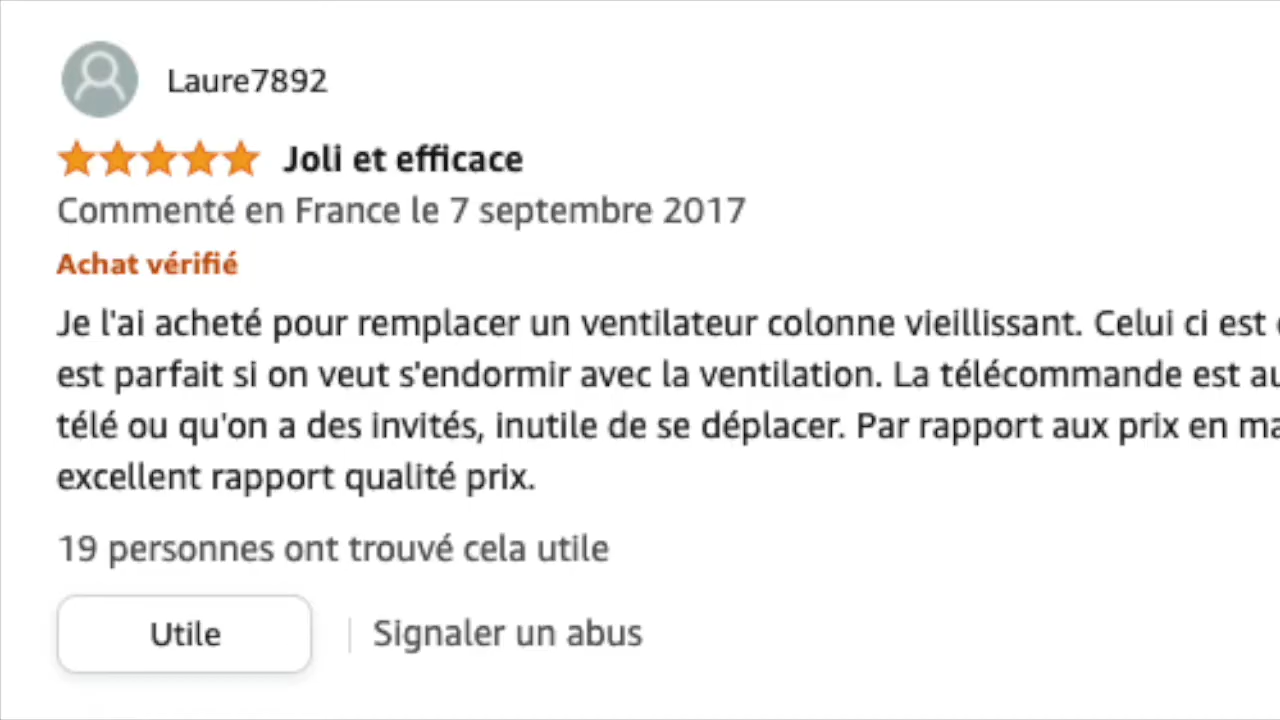 Laure7892
Joli et efficace
Commenté en France le 7 septembre 2017
Achat vérifié
Je l'ai acheté pour remplacer un ventilateur colonne vieillissant. Celui ci est
est parfait si on veut s'endormir avec la ventilation. La télécommande est
télé ou qu'on a des invités, inutile de se déplacer. Par rapport aux prix en
excellent rapport qualité prix.
19 personnes ont trouvé cela utile
Utile
Signaler un abus